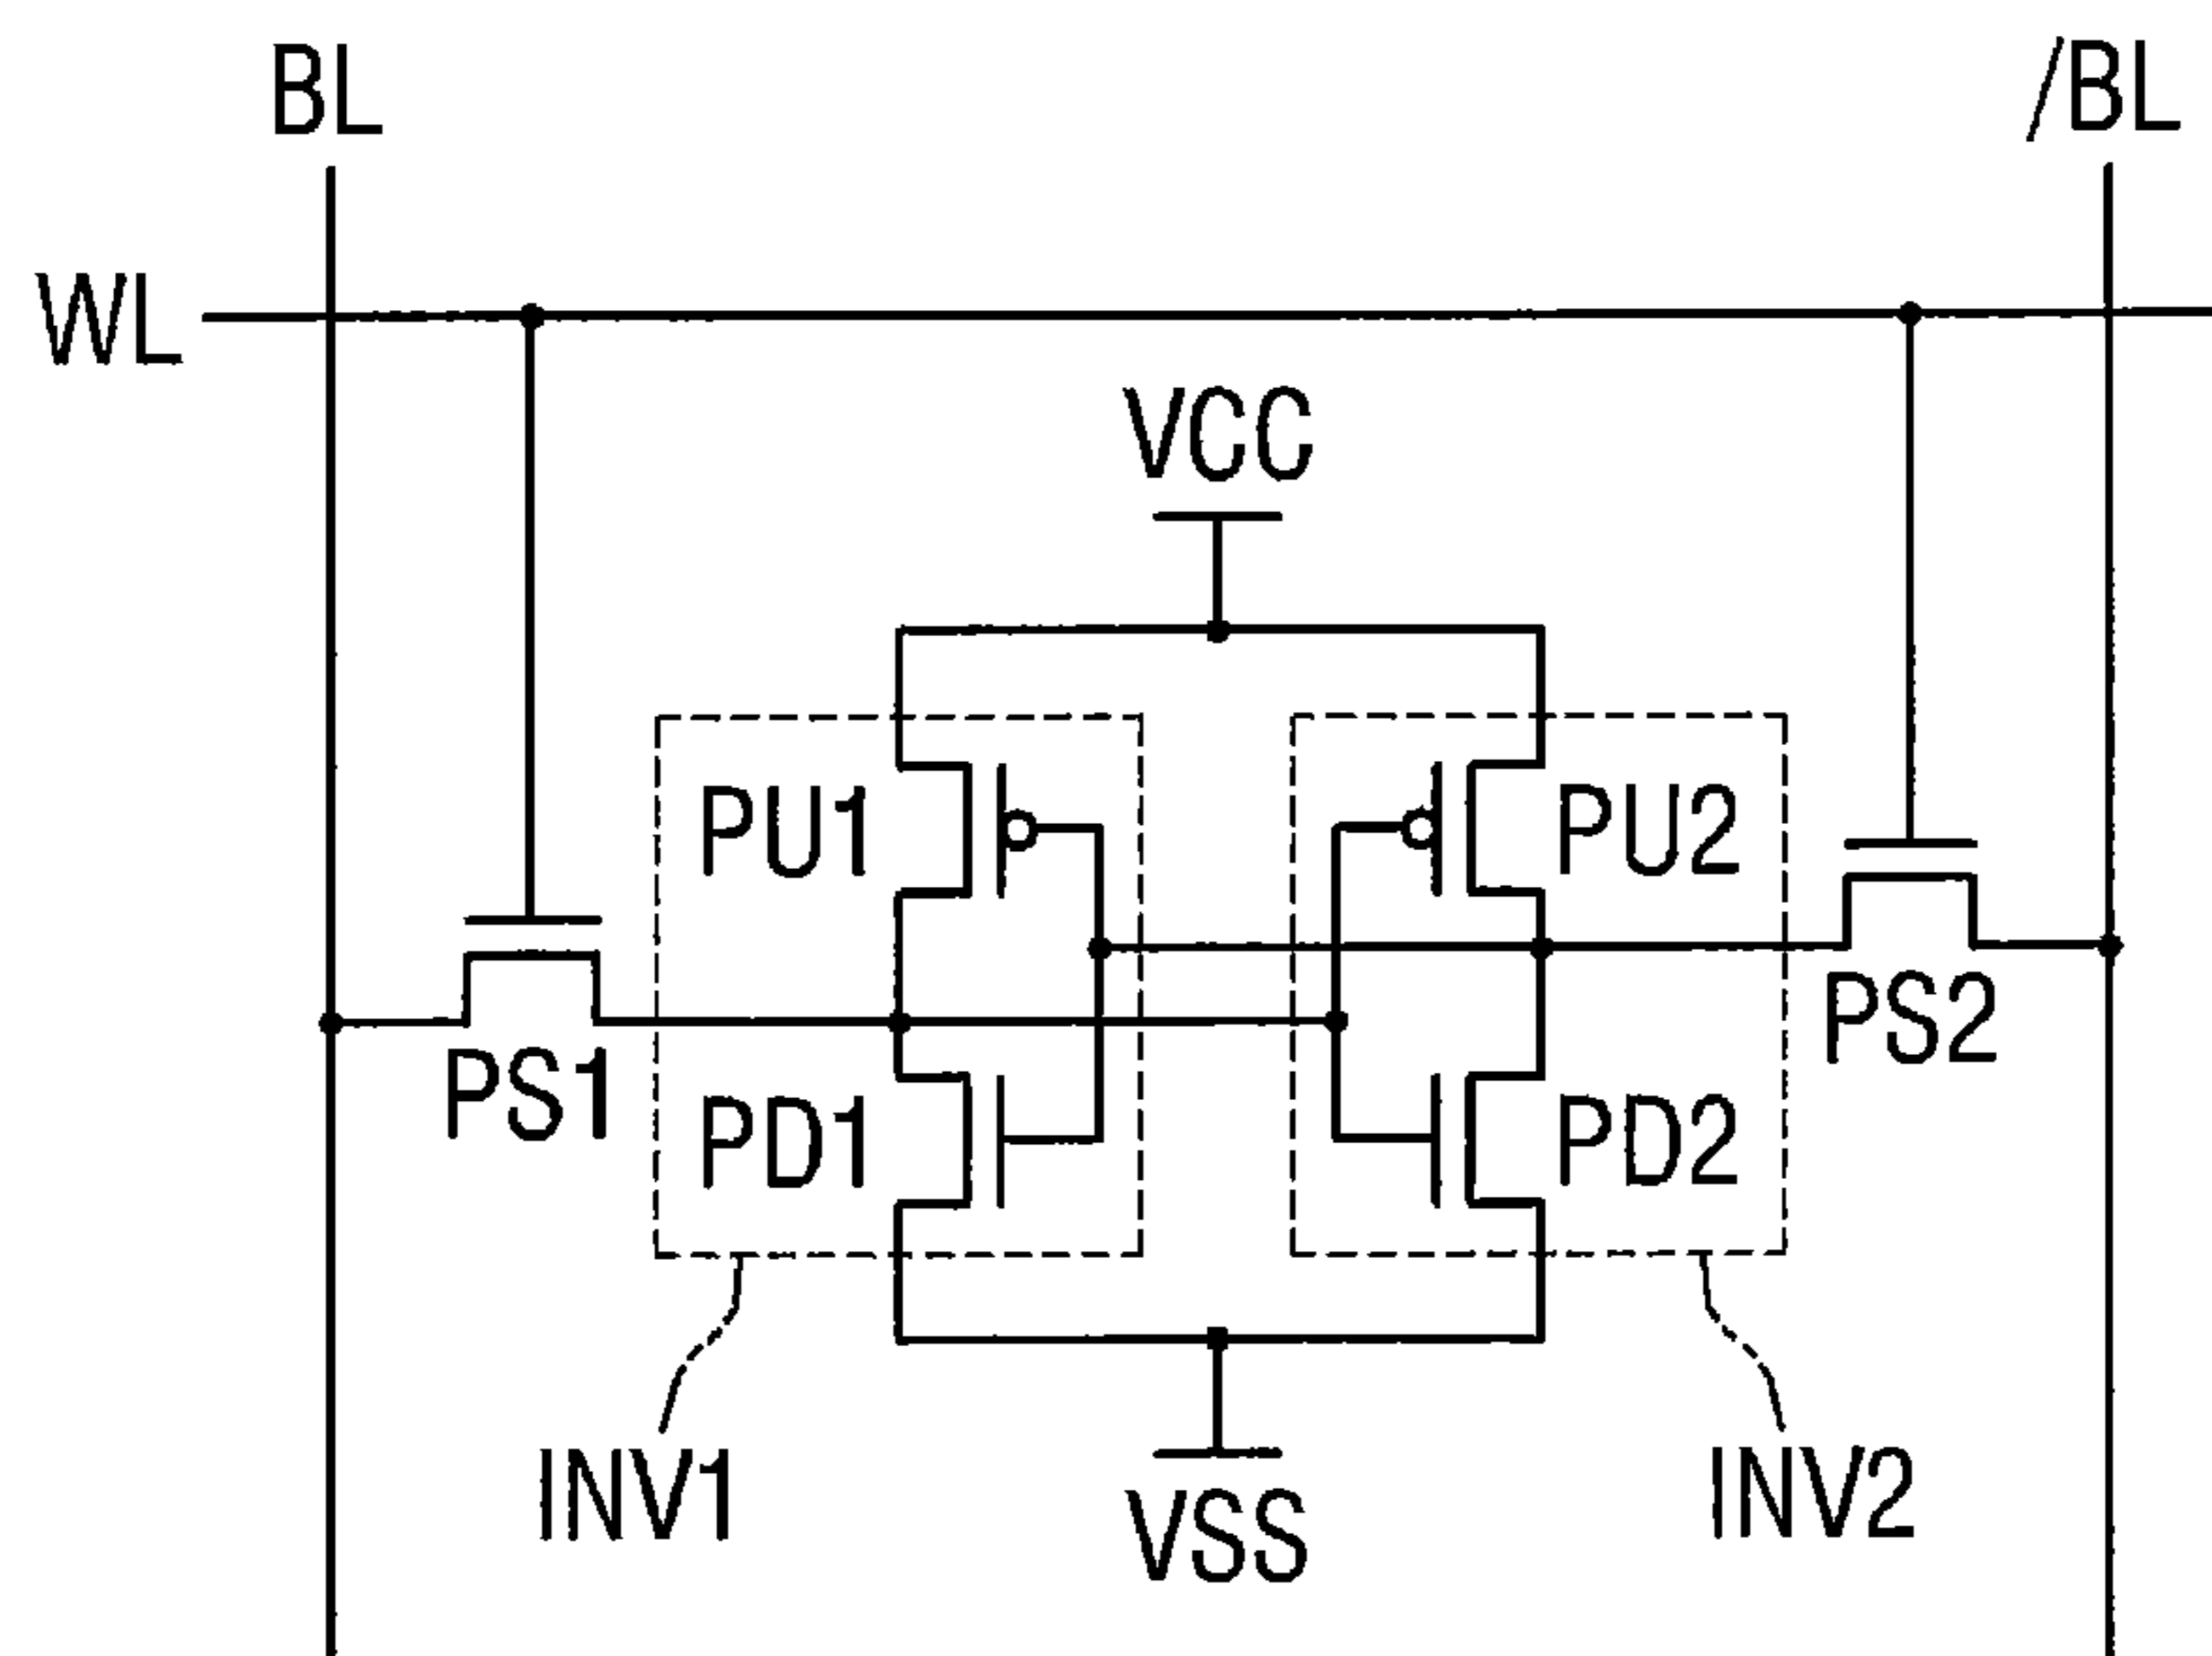 BL
/BL
WL
VCC
PU1
PU2
PS1
PS2
PD1
PD2
INV1
INV2
VSS